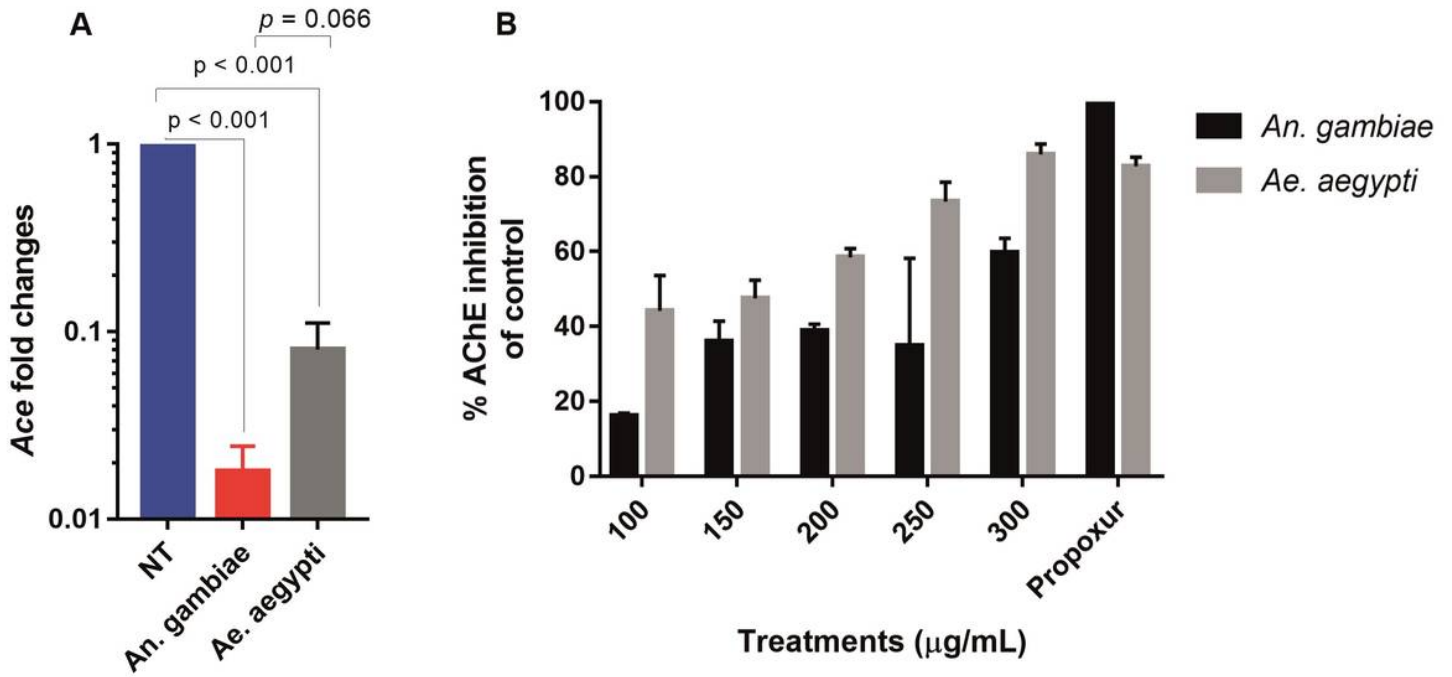 A
p = 0.066
p < 0.001
p < 0.001
Ace fold changes
1
0.1
0.01
NT
An. gambiae
Ae. aegypti
B
% AChE inhibition
of control
100
80
60
40
20
0
100
150
200
250
300
Propoxur
Treatments (μg/mL)
An. gambiae
Ae. aegypti